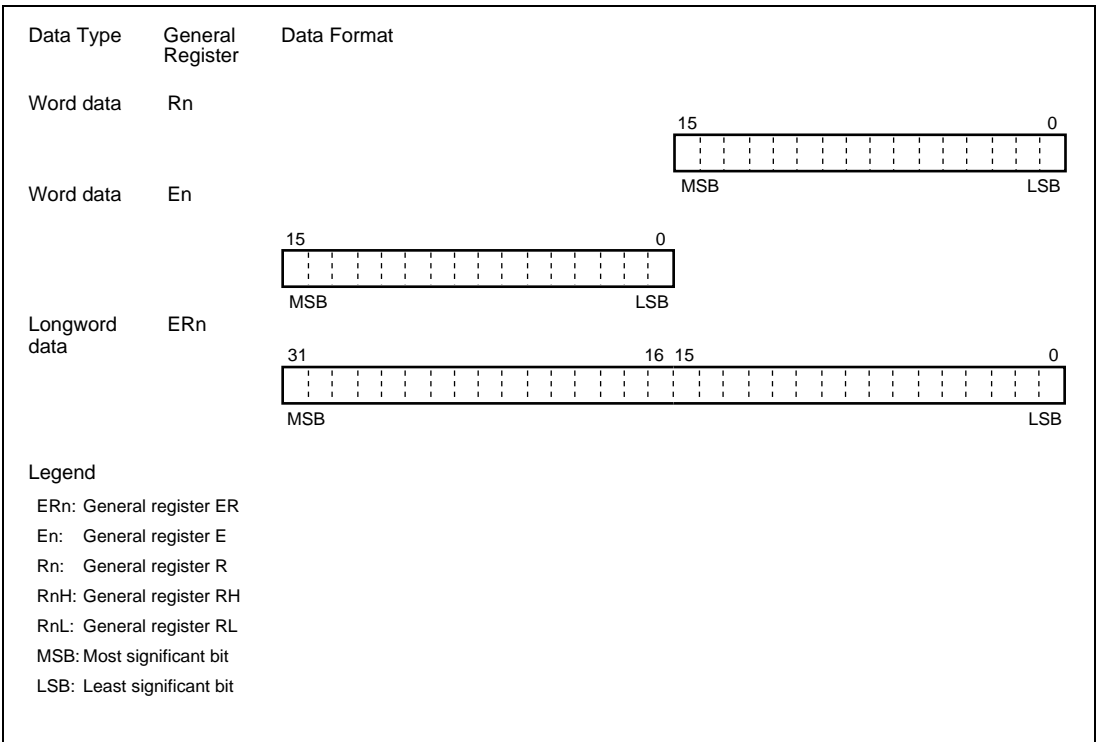 Data Type General Register Data Format
Word data Rn
15 0
MSB LSB
Word data En
15 0
MSB LSB
Longword data ERn
31 16 15 0
MSB LSB
Legend
ERn: General register ER
En: General register E
Rn: General register R
RnH: General register RH
RnL: General register RL
MSB: Most significant bit
LSB: Least significant bit